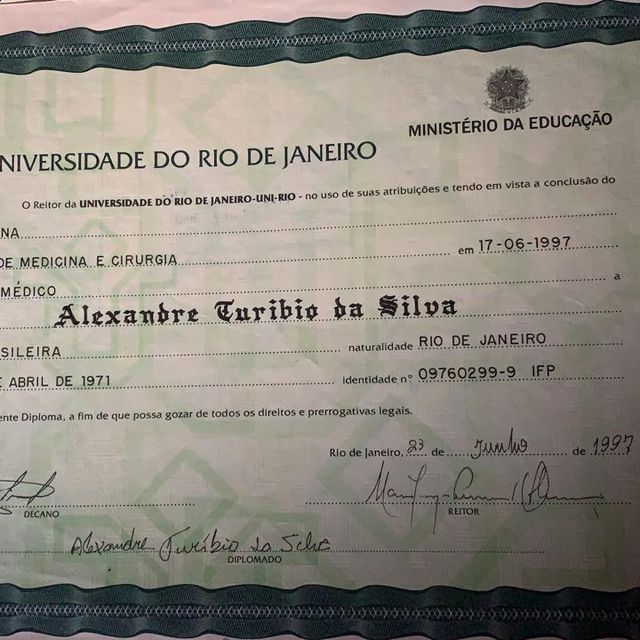 MINISTÉRIO DA EDUCAÇÃO
NIVERSIDADE DO RIO DE JANEIRO
O Reitor da UNIVERSIDADE DO RIO DE JANEIRO-UNI-RIO - no uso de suas atribuições e tendo em vista a conclusão do
NA
DE MEDICINA E CIRURGIA em 17-06-1997
MÉDICO a
Alexandre Turibio da Silva
SILEIRA naturalidade RIO DE JANEIRO
E ABRIL DE 1971 identidade nº 09760299-9 IFP
ente Diploma, a fim de que possa gozar de todos os direitos e prerrogativas legais.
Rio de Janeiro, 23 de Junho de 1997
DECANO REITOR
Alexandre Turibio da Silva
DIPLOMADO